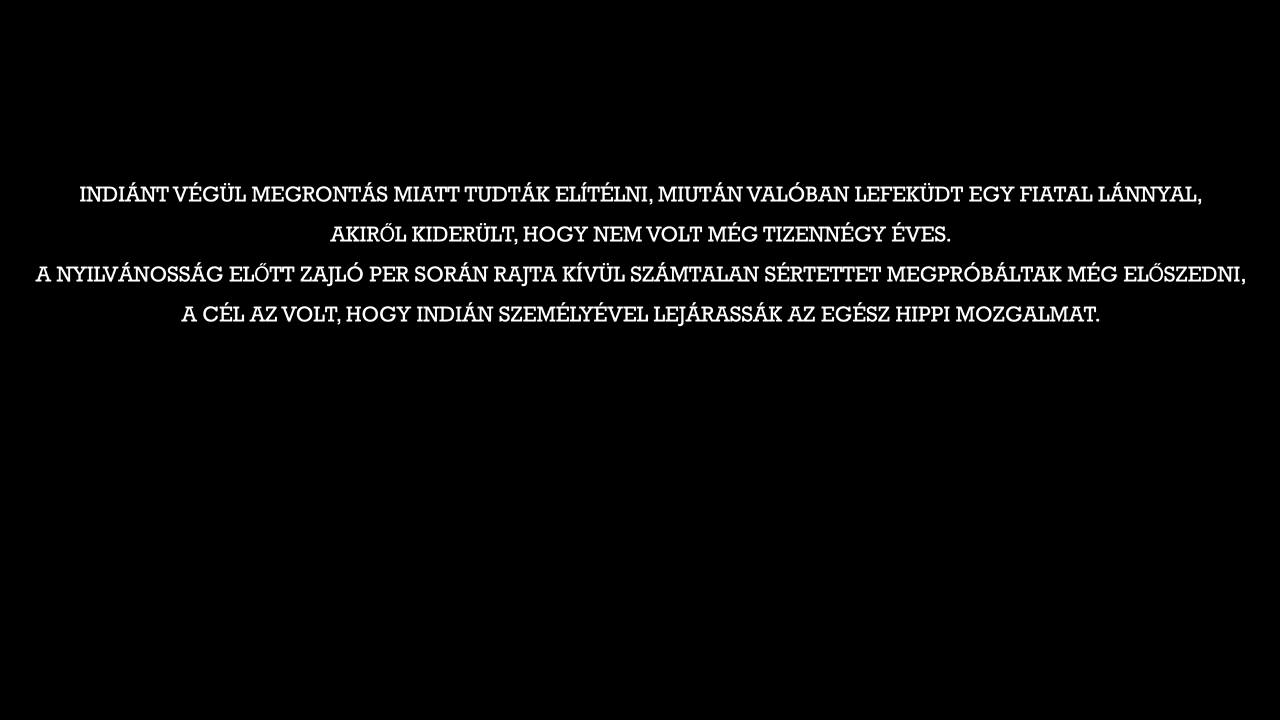 INDIÁNT VÉGÜL MEGRONTÁS MIATT TUDTÁK ELÍTÉLNI, MIUTÁN VALÓBAN LEFEKÜDT EGY FIATAL LÁNNYAL,
AKIRŐL KIDERÜLT, HOGY NEM VOLT MÉG TIZENNÉGY ÉVES.
A NYILVÁNOSSÁG ELŐTT ZAJLÓ PER SORÁN RAJTA KÍVÜL SZÁMTALAN SÉRTETTET MEGPRÓBÁLTAK MÉG ELŐSZEDNI,
A CÉL AZ VOLT, HOGY INDIÁN SZEMÉLYÉVEL LEJÁRASSÁK AZ EGÉSZ HIPPI MOZGALMAT.